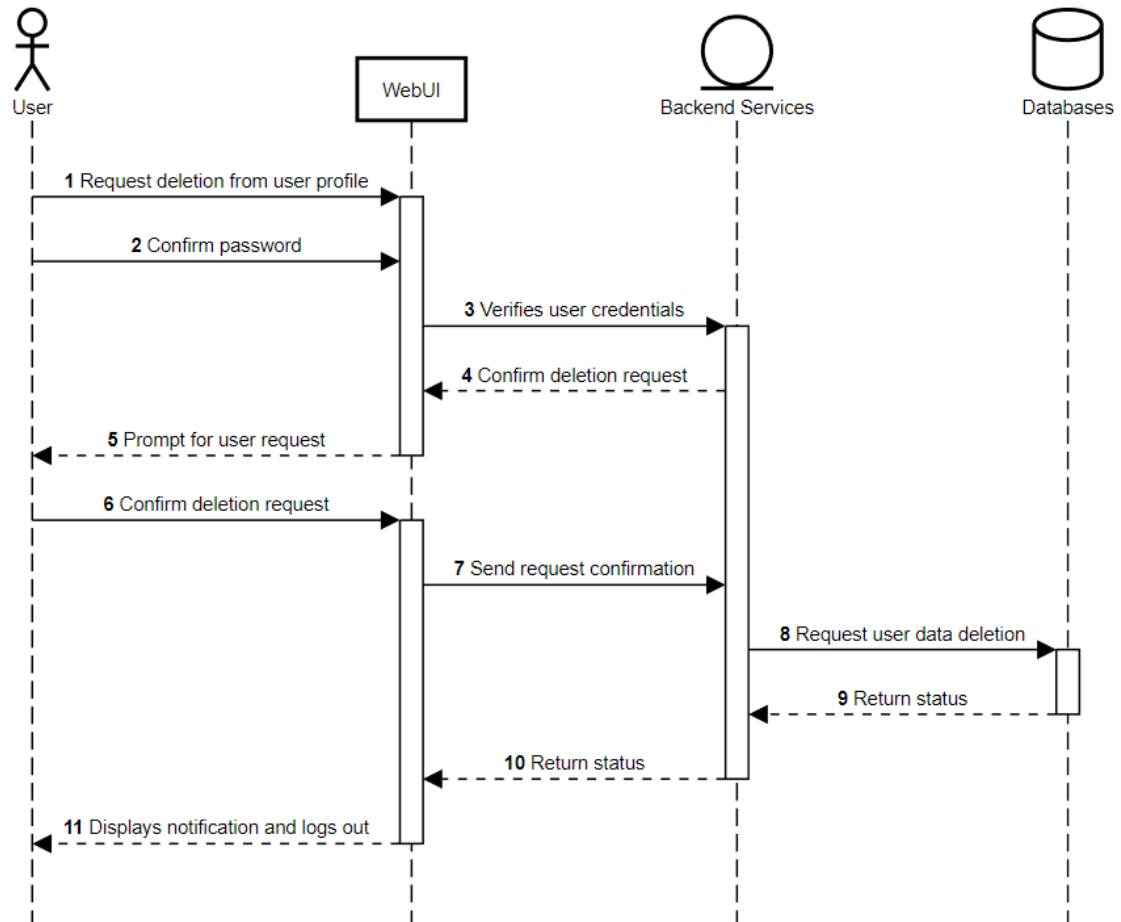 User
WebUI
Backend Services
Databases
1 Request deletion from user profile
2 Confirm password
3 Verifies user credentials
4 Confirm deletion request
5 Prompt for user request
6 Confirm deletion request
7 Send request confirmation
8 Request user data deletion
9 Return status
10 Return status
11 Displays notification and logs out